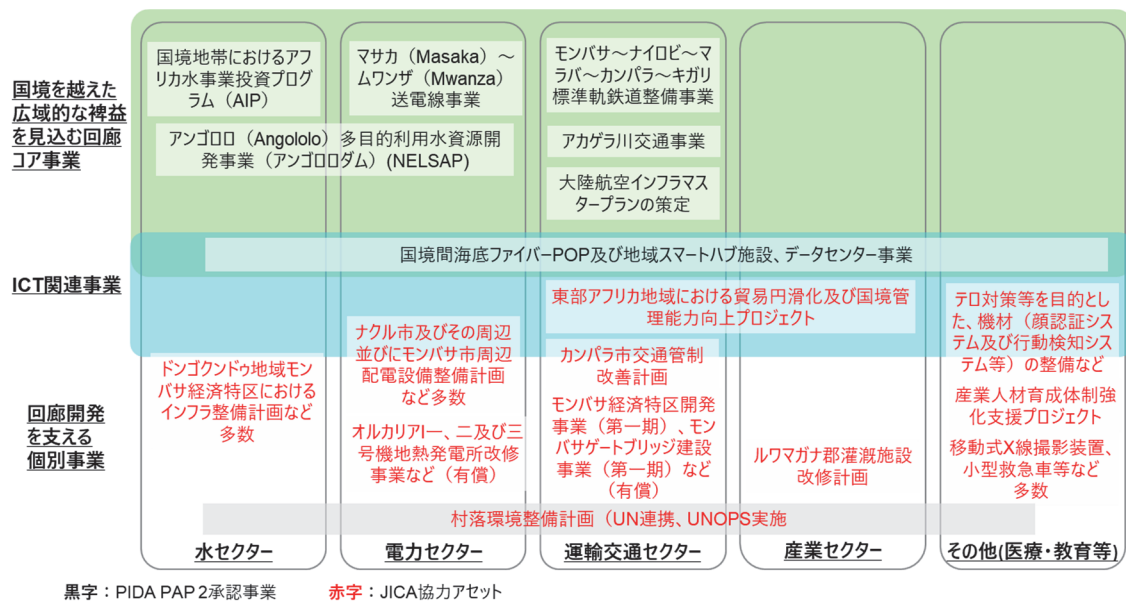 国境を越えた
広域的な裨益
を見込む回廊
コア事業
国境地帯におけるアフ
リカ水事業投資プログ
ラム（AIP）
マサカ（Masaka）～
ムワンザ（Mwanza）
送電線事業
アンゴロロ（Angololo）多目的利用水資源開
発事業（アンゴロロダム）(NELSAP)
モンバサ～ナイロビ～マ
ラバ～カンパラ～キガリ
標準軌鉄道整備事業
アカゲラ川交通事業
大陸航空インフラマス
タープランの策定
ICT関連事業
国境間海底ファイバーPOP及び地域スマートハブ施設、データセンター事業
東部アフリカ地域における貿易円滑化及び国境管
理能力向上プロジェクト
テロ対策等を目的とし
た、機材（顔認証シス
テム及び行動検知シ
ステム等）の整備など
回廊開発
を支える
個別事業
ドンゴクンドゥ地域モン
バサ経済特区における
インフラ整備計画など
多数
ナクル市及びその周辺
並びにモンバサ市周辺
配電設備整備計画
など多数
オルカリアI一、二及び三
号機地熱発電所改修
事業など（有償）
カンパラ市交通管制
改善計画
モンバサ経済特区開発
事業（第一期）、モン
バサゲートブリッジ建設
事業（第一期）など
（有償）
ルワマガナ郡灌漑施設
改修計画
産業人材育成体制強
化支援プロジェクト
移動式X線撮影装置、
小型救急車等など
多数
村落環境整備計画（UN連携、UNOPS実施
水セクター
電力セクター
運輸交通セクター
産業セクター
その他(医療・教育等)
黒字：PIDA PAP 2承認事業
赤字：JICA協力アセット